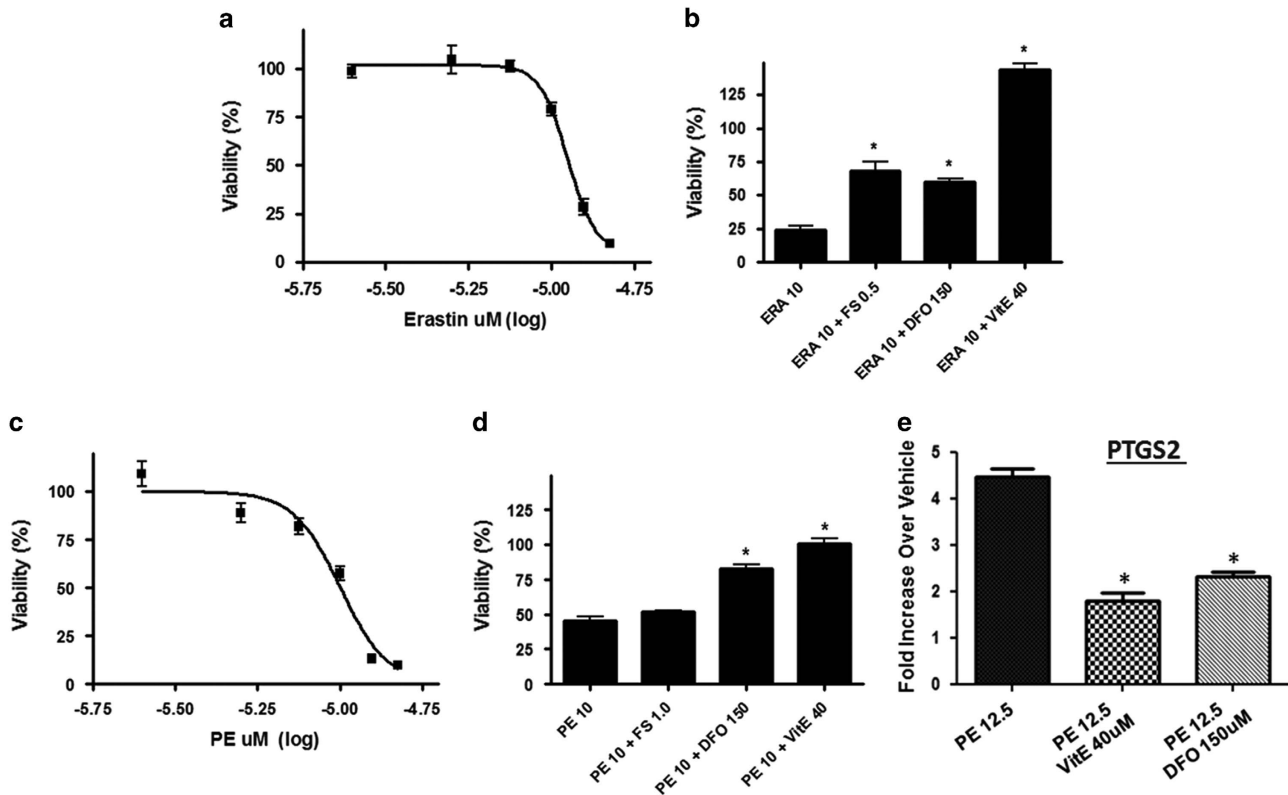 a
Viability (%)
100
75
50
25
0
-5.75 -5.50 -5.25 -5.00 -4.75
Erastin uM (log)
b
Viability (%)
125
100
75
50
25
0
*
*
*
ERA 10
ERA 10 + FS 0.5
ERA 10 + DFO 150
ERA 10 + VitE 40
c
Viability (%)
100
75
50
25
0
-5.75 -5.50 -5.25 -5.00 -4.75
PE uM (log)
d
Viability (%)
125
100
75
50
25
0
*
*
PE 10
PE 10 + FS 1.0
PE 10 + DFO 150
PE 10 + VitE 40
e
PTGS2
Fold Increase Over Vehicle
5
4
3
2
1
0
*
*
PE 12.5
PE 12.5
VitE 40uM
PE 12.5
DFO 150uM